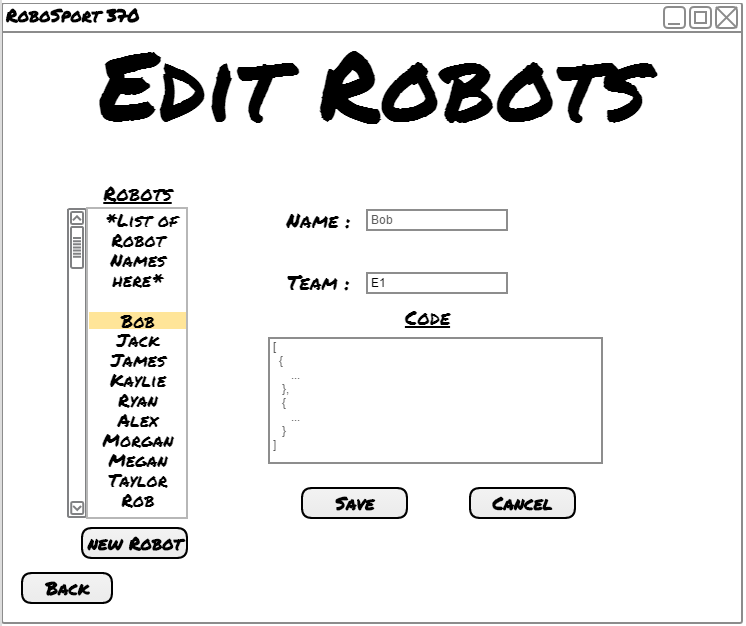 RoboSport 370
Edit Robots
Robots
*List of
Robot
Names
here*
Bob
Jack
James
Kaylie
Ryan
Alex
Morgan
Megan
Taylor
Rob
new Robot
Back
Name : Bob
Team : E1
Code
[
{
...
},
{
...
}
]
Save Cancel